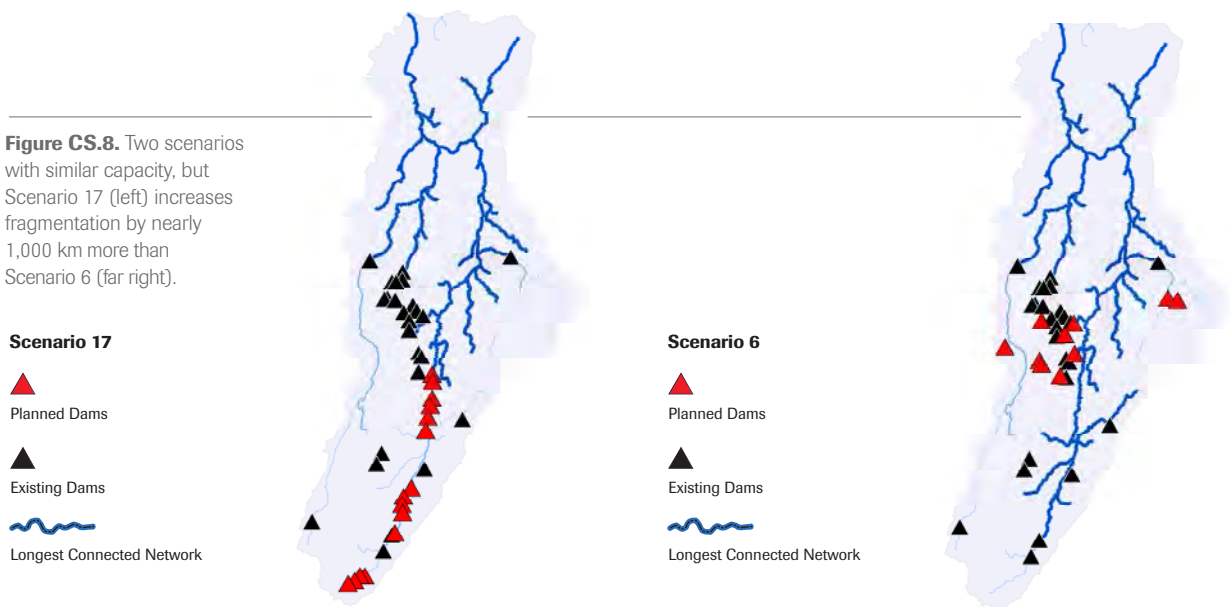 Figure CS.8. Two scenarios
with similar capacity, but
Scenario 17 (left) increases
fragmentation by nearly
1,000 km more than
Scenario 6 (far right).
Scenario 17
Planned Dams
Existing Dams
Longest Connected Network
Scenario 6
Planned Dams
Existing Dams
Longest Connected Network